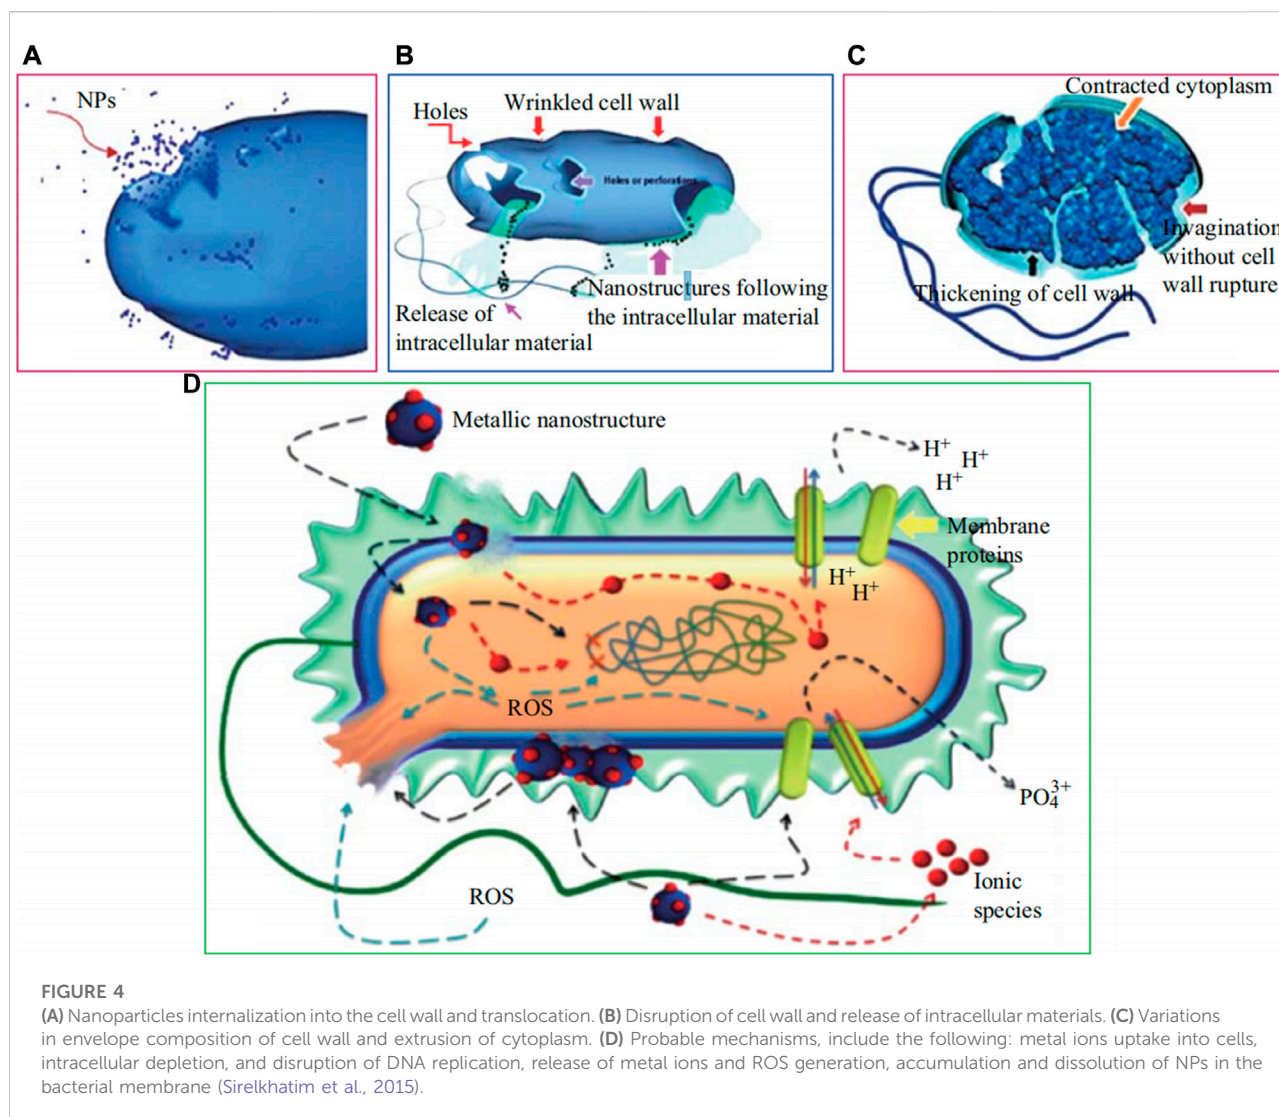 A
B
C
NPs
Holes
Wrinkled cell wall
Holes or perforations
Release of
intracellular material
Nanostructures following
the intracellular material
Contracted cytoplasm
Invagination
without cell
wall rupture
Thickening of cell wall
D
Metallic nanostructure
H+
H+
H+
Membrane
proteins
H+
H+
ROS
PO₄³⁺
ROS
Ionic
species
FIGURE 4
(A) Nanoparticles internalization into the cell wall and translocation. (B) Disruption of cell wall and release of intracellular materials. (C) Variations
in envelope composition of cell wall and extrusion of cytoplasm. (D) Probable mechanisms, include the following: metal ions uptake into cells,
intracellular depletion, and disruption of DNA replication, release of metal ions and ROS generation, accumulation and dissolution of NPs in the
bacterial membrane (Sirelkhatim et al., 2015).